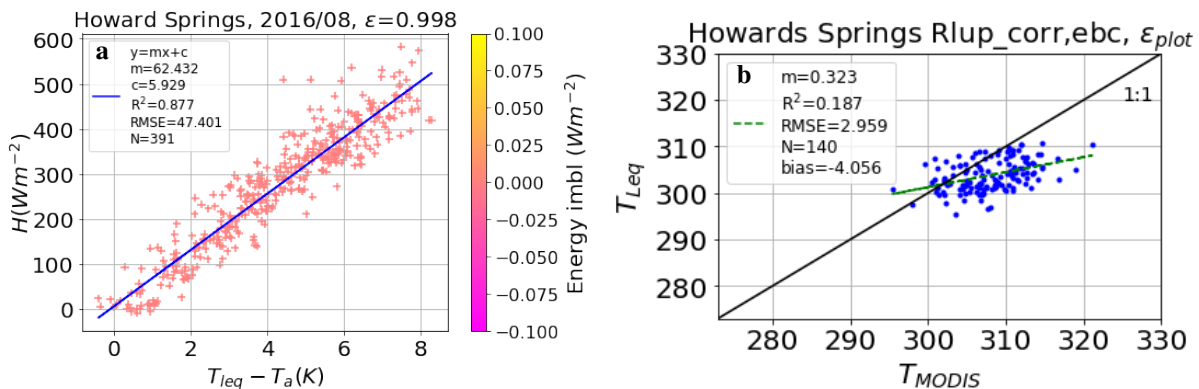 Howard Springs, 2016/08, ε=0.998
a
y=mx+c
m=62.432
c=5.929
R²=0.877
RMSE=47.401
N=391
600
500
400
300
200
100
0
H(Wm⁻²)
0 2 4 6 8
T_leq − T_a(K)
0.100
0.075
0.050
0.025
0.000
−0.025
−0.050
−0.075
−0.100
Energy imbl (Wm⁻²)
Howards Springs Rlup_corr,ebc, ε_plot
b
m=0.323
R²=0.187
RMSE=2.959
N=140
bias=-4.056
1:1
330
320
310
300
290
280
T_Leq
280 290 300 310 320 330
T_MODIS